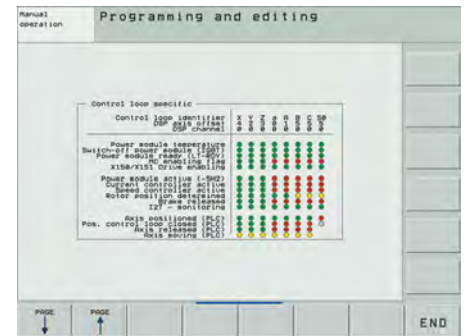 Manual operation
Programming and editing
Control loop specific
Control loop identifier X Y Z a A B C S0
DSP axis offset
DSP channel
Power module temperature
Switch-off power module (IGBT)
Power module ready (LT-RDY)
NC enabling flag
X150/X151 Drive enabling
Power module active (-SH2)
Current controller active
Speed controller active
Rotor position determined
Brake released
I2T - monitoring
Axis positioned (PLC)
Pos. control loop closed (PLC)
Axis released (PLC)
Axis moving (PLC)
PAGE
PAGE
END